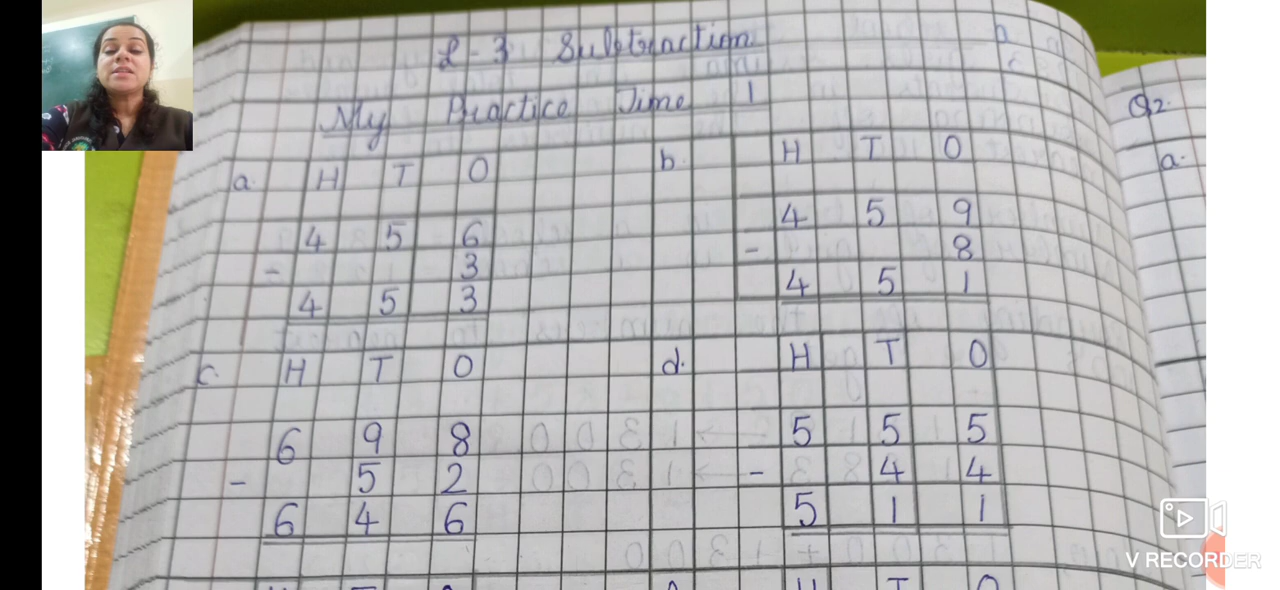 L-3 Subtraction
My Practice Time 1
a. H T O
4 5 6
- 3
4 5 3
b. H T O
4 5 9
- 8
4 5 1
c. H T O
6 9 8
- 5 2
6 4 6
d. H T O
5 5 5
- 4 4
5 1 1
H T O
Q2.
a.
V RECORDER